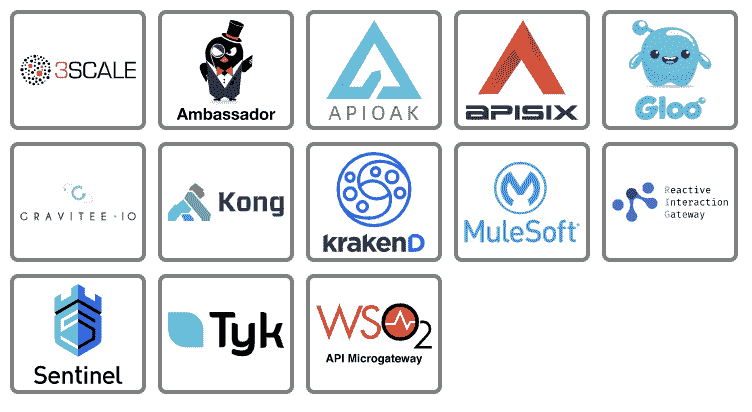 3SCALE
Ambassador
APIOAK
APISIX
Gloo
GRAVITEE.IO
Kong
krakenD
MuleSoft
Reactive
Interaction
Gateway
Sentinel
Tyk
WSO2
API Microgateway